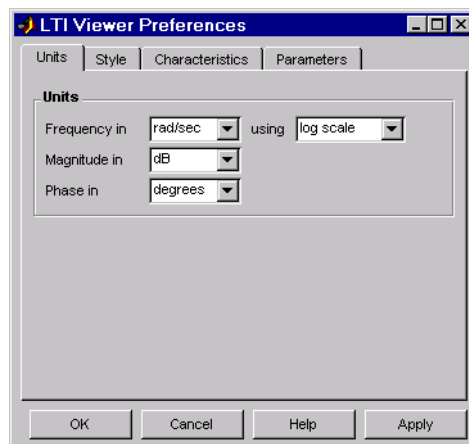 LTI Viewer Preferences
Units Style Characteristics Parameters
Units
Frequency in rad/sec using log scale
Magnitude in dB
Phase in degrees
OK Cancel Help Apply